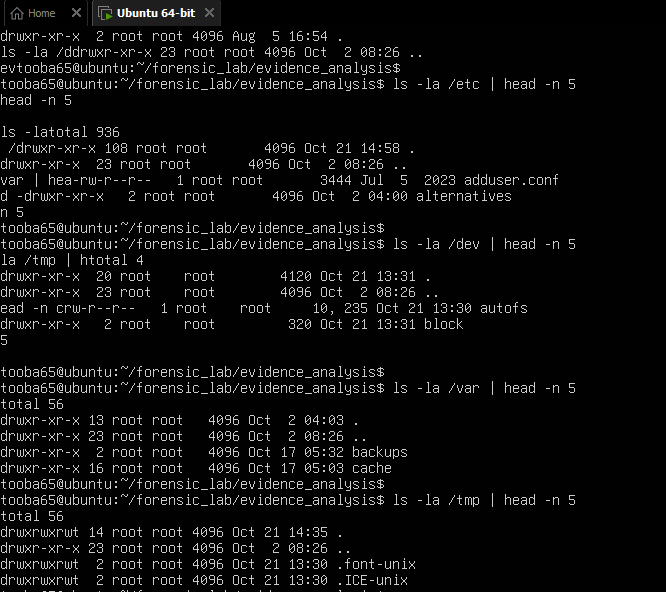 Home
Ubuntu 64-bit
drwxr-xr-x  2 root root 4096 Aug  5 16:54 .
ls -la /ddrwxr-xr-x 23 root root 4096 Oct  2 08:26 ..
evtooba65@ubuntu:~/forensic_lab/evidence_analysis$
tooba65@ubuntu:~/forensic_lab/evidence_analysis$ ls -la /etc | head -n 5
head -n 5
ls -latotal 936
 /drwxr-xr-x 108 root root       4096 Oct 21 14:58 .
drwxr-xr-x  23 root root       4096 Oct  2 08:26 ..
var | hea-rw-r--r--   1 root root       3444 Jul  5  2023 adduser.conf
d -drwxr-xr-x   2 root root       4096 Oct  2 04:00 alternatives
n 5
tooba65@ubuntu:~/forensic_lab/evidence_analysis$
tooba65@ubuntu:~/forensic_lab/evidence_analysis$ ls -la /dev | head -n 5
la /tmp | htotal 4
drwxr-xr-x  20 root    root        4120 Oct 21 13:31 .
drwxr-xr-x  23 root    root        4096 Oct  2 08:26 ..
ead -n crw-r--r--   1 root    root     10, 235 Oct 21 13:30 autofs
drwxr-xr-x   2 root    root         320 Oct 21 13:31 block
5
tooba65@ubuntu:~/forensic_lab/evidence_analysis$
tooba65@ubuntu:~/forensic_lab/evidence_analysis$ ls -la /var | head -n 5
total 56
drwxr-xr-x 13 root root   4096 Oct  2 04:03 .
drwxr-xr-x 23 root root   4096 Oct  2 08:26 ..
drwxr-xr-x  2 root root   4096 Oct 17 05:32 backups
drwxr-xr-x 16 root root   4096 Oct 17 05:03 cache
tooba65@ubuntu:~/forensic_lab/evidence_analysis$
tooba65@ubuntu:~/forensic_lab/evidence_analysis$ ls -la /tmp | head -n 5
total 56
drwxrwxrwt 14 root root 4096 Oct 21 14:35 .
drwxr-xr-x 23 root root 4096 Oct  2 08:26 ..
drwxrwxrwt  2 root root 4096 Oct 21 13:30 .font-unix
drwxrwxrwt  2 root root 4096 Oct 21 13:30 .ICE-unix